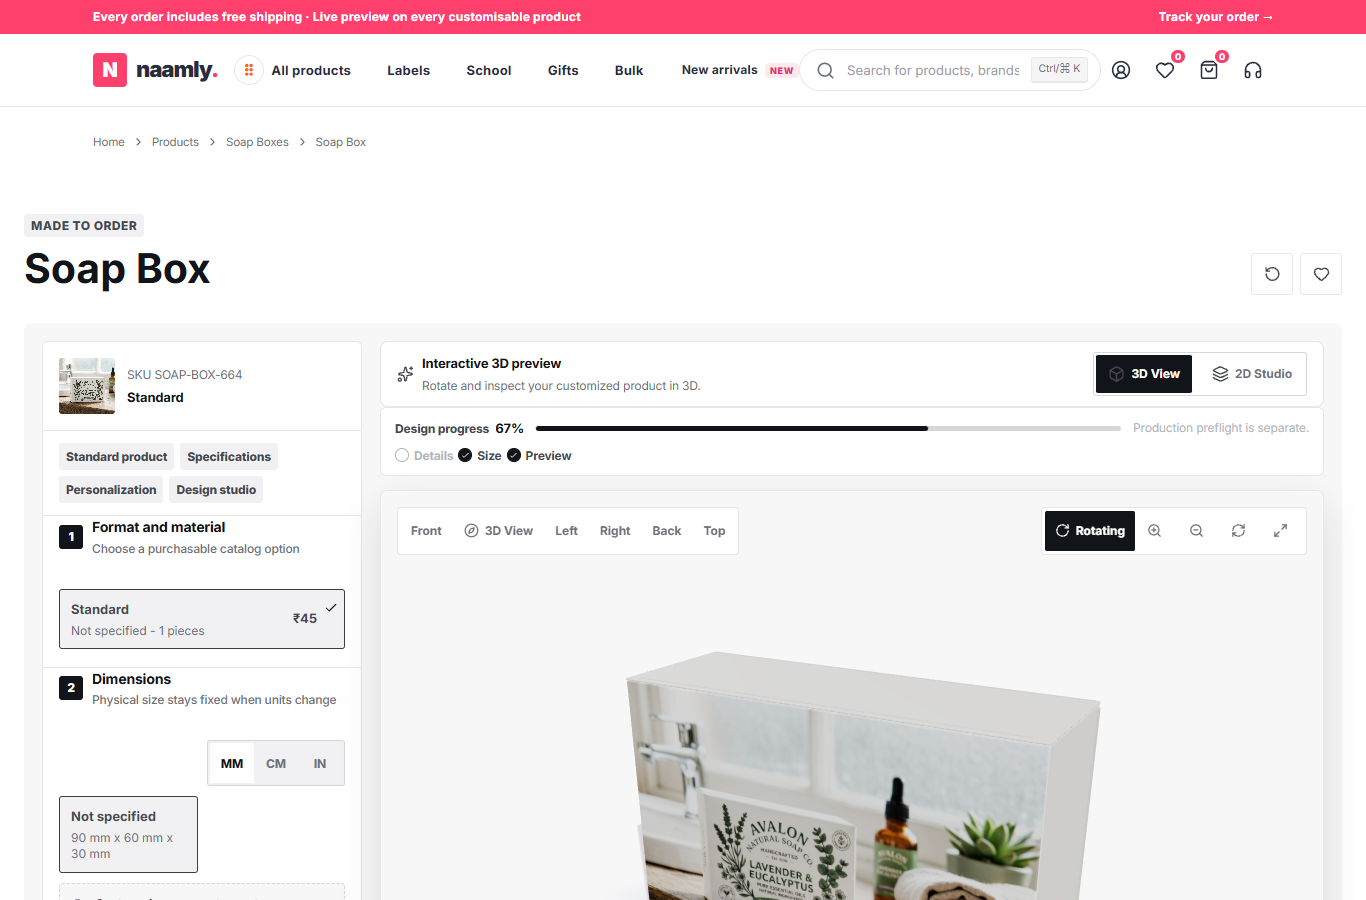 Every order includes free shipping · Live preview on every customisable product
Track your order →
N naamly.
All products
Labels
School
Gifts
Bulk
New arrivals NEW
Search for products, brands
Ctrl/⌘ K
0
0
Home > Products > Soap Boxes > Soap Box
MADE TO ORDER
Soap Box
SKU SOAP-BOX-664
Standard
Standard product
Specifications
Personalization
Design studio
1 Format and material
Choose a purchasable catalog option
Standard
Not specified - 1 pieces
₹45
2 Dimensions
Physical size stays fixed when units change
MM CM IN
Not specified
90 mm x 60 mm x
30 mm
Interactive 3D preview
Rotate and inspect your customized product in 3D.
3D View
2D Studio
Design progress 67%
Production preflight is separate.
Details Size Preview
Front
3D View
Left
Right
Back
Top
Rotating
AVALON
NATURAL SOAP CO.
HANDCRAFTED
LAVENDER &
EUCALYPTUS
PURE ESSENTIAL OILS